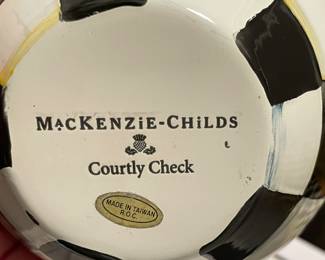 MACKENZIE-CHILDS
Courtly Check
MADE IN TAIWAN
R.O.C.